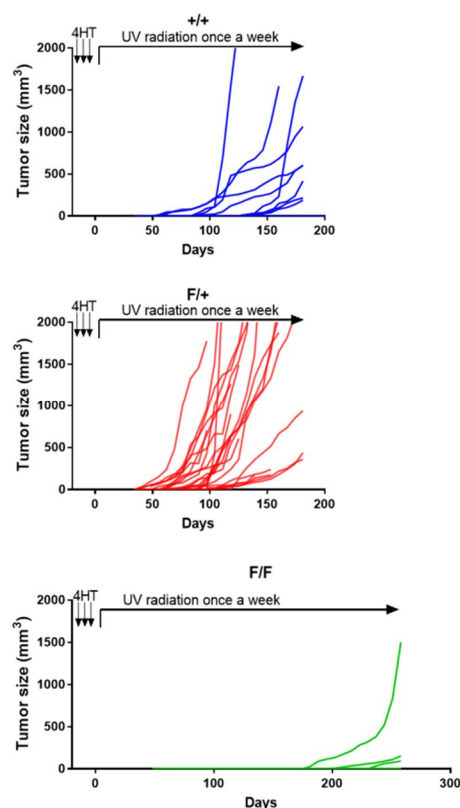 +/+
4HT
UV radiation once a week
2000
1500
1000
500
0
Tumor size (mm³)
0 50 100 150 200
Days
F/+
4HT
UV radiation once a week
2000
1500
1000
500
0
Tumor size (mm³)
0 50 100 150 200
Days
F/F
4HT
UV radiation once a week
2000
1500
1000
500
0
Tumor size (mm³)
0 100 200 300
Days